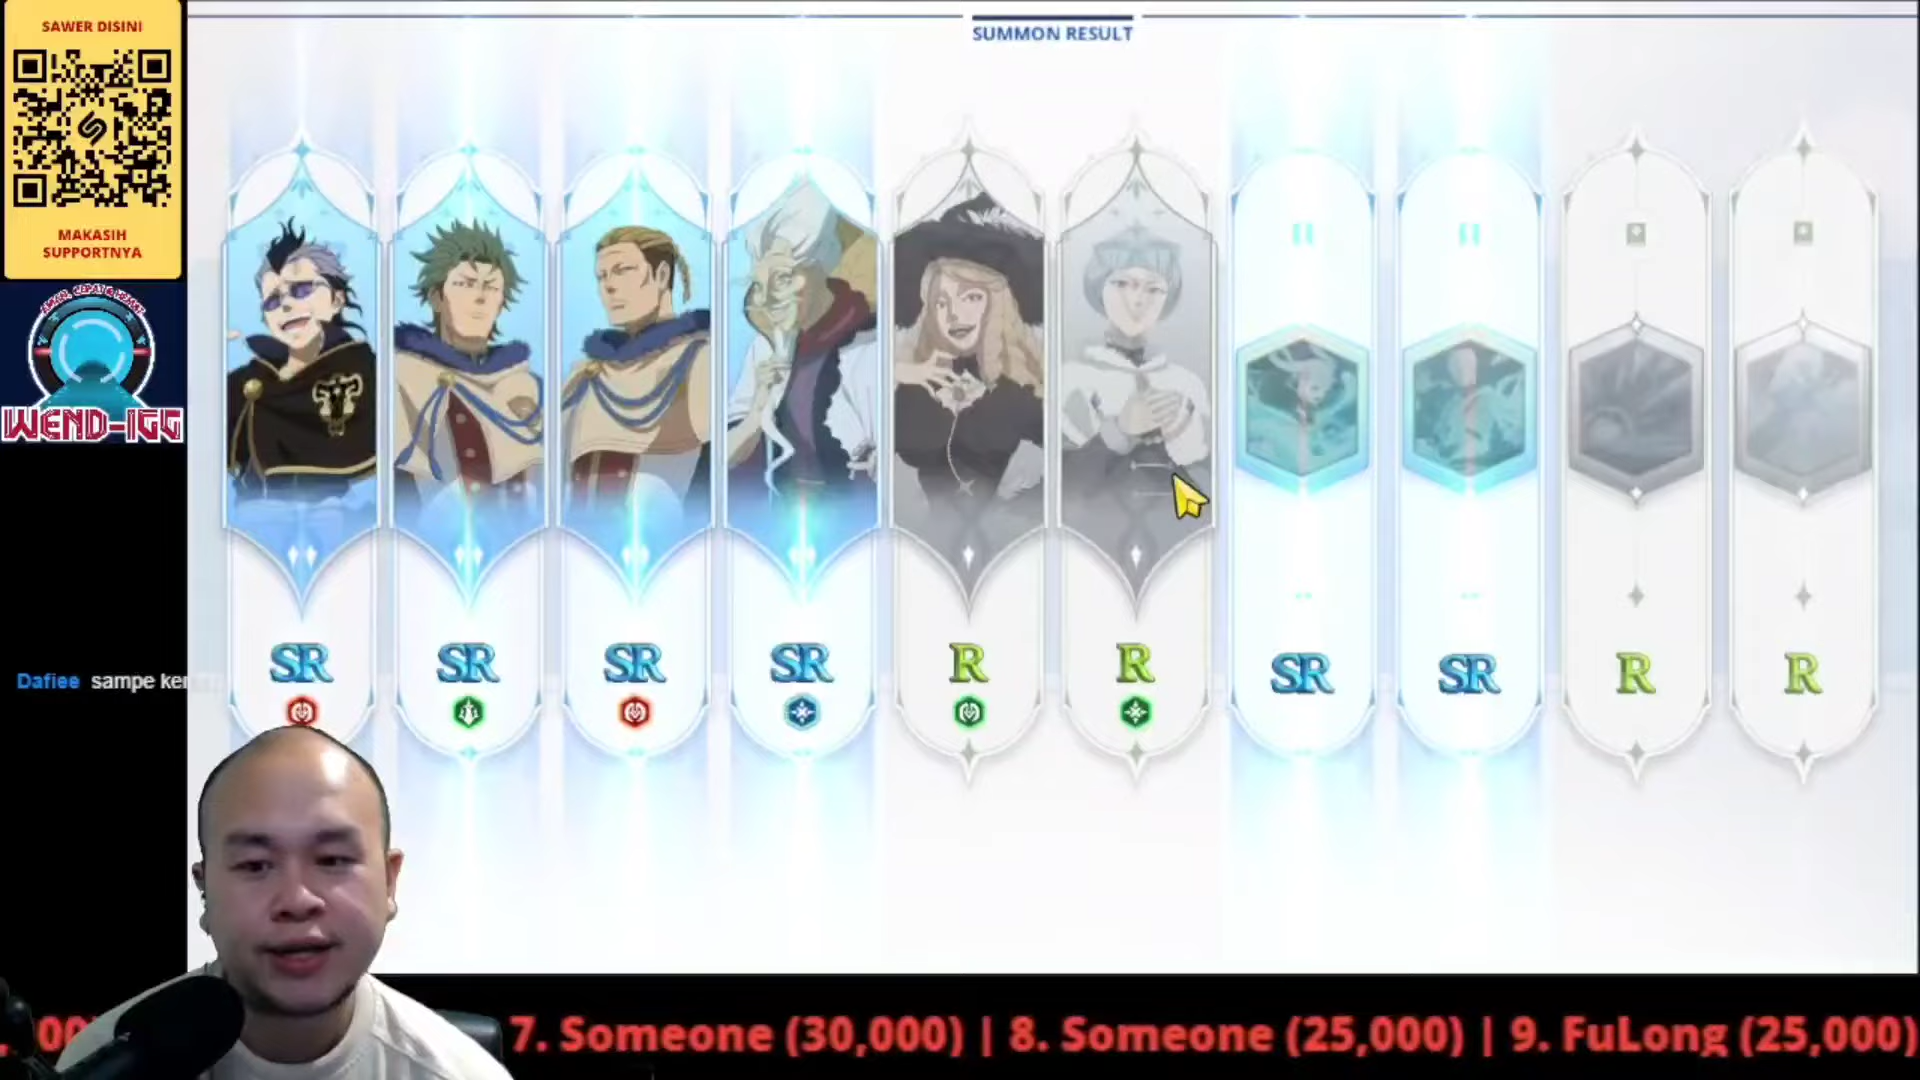 SAWER DISINI
MAKASIH
SUPPORTNYA
SUMMON RESULT
WEND-IGG
SR SR SR SR R R SR SR R R
Dafiee sampe
7. Someone (30,000) | 8. Someone (25,000) | 9. FuLong (25,000)